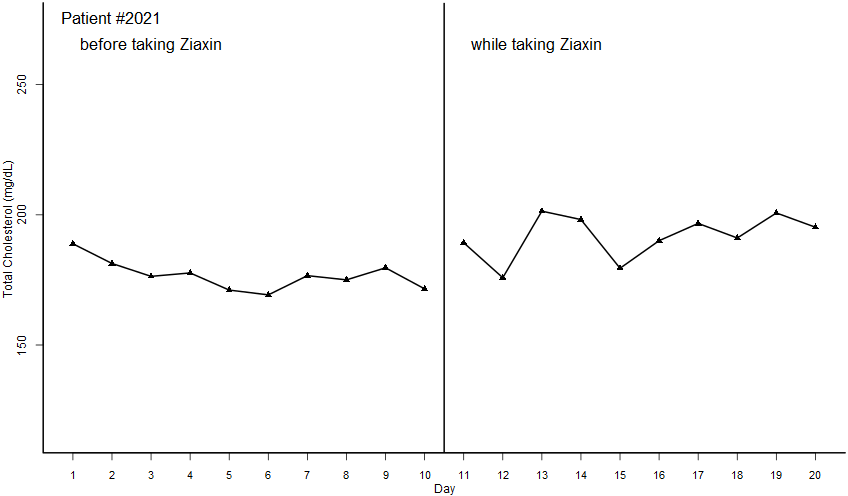 Patient #2021
before taking Ziaxin
while taking Ziaxin
Total Cholesterol (mg/dL)
250
200
150
1 2 3 4 5 6 7 8 9 10 11 12 13 14 15 16 17 18 19 20
Day